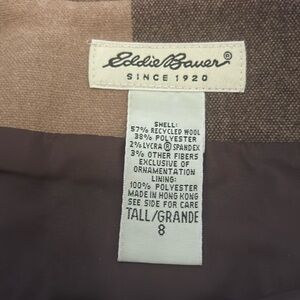 Eddie Bauer®
SINCE 1920
SHELL:
57% RECYCLED WOOL
38% POLYESTER
2% LYCRA ® SPANDEX
3% OTHER FIBERS
EXCLUSIVE OF
ORNAMENTATION
LINING:
100% POLYESTER
MADE IN HONG KONG
SEE SIDE FOR CARE
TALL/GRANDE
8